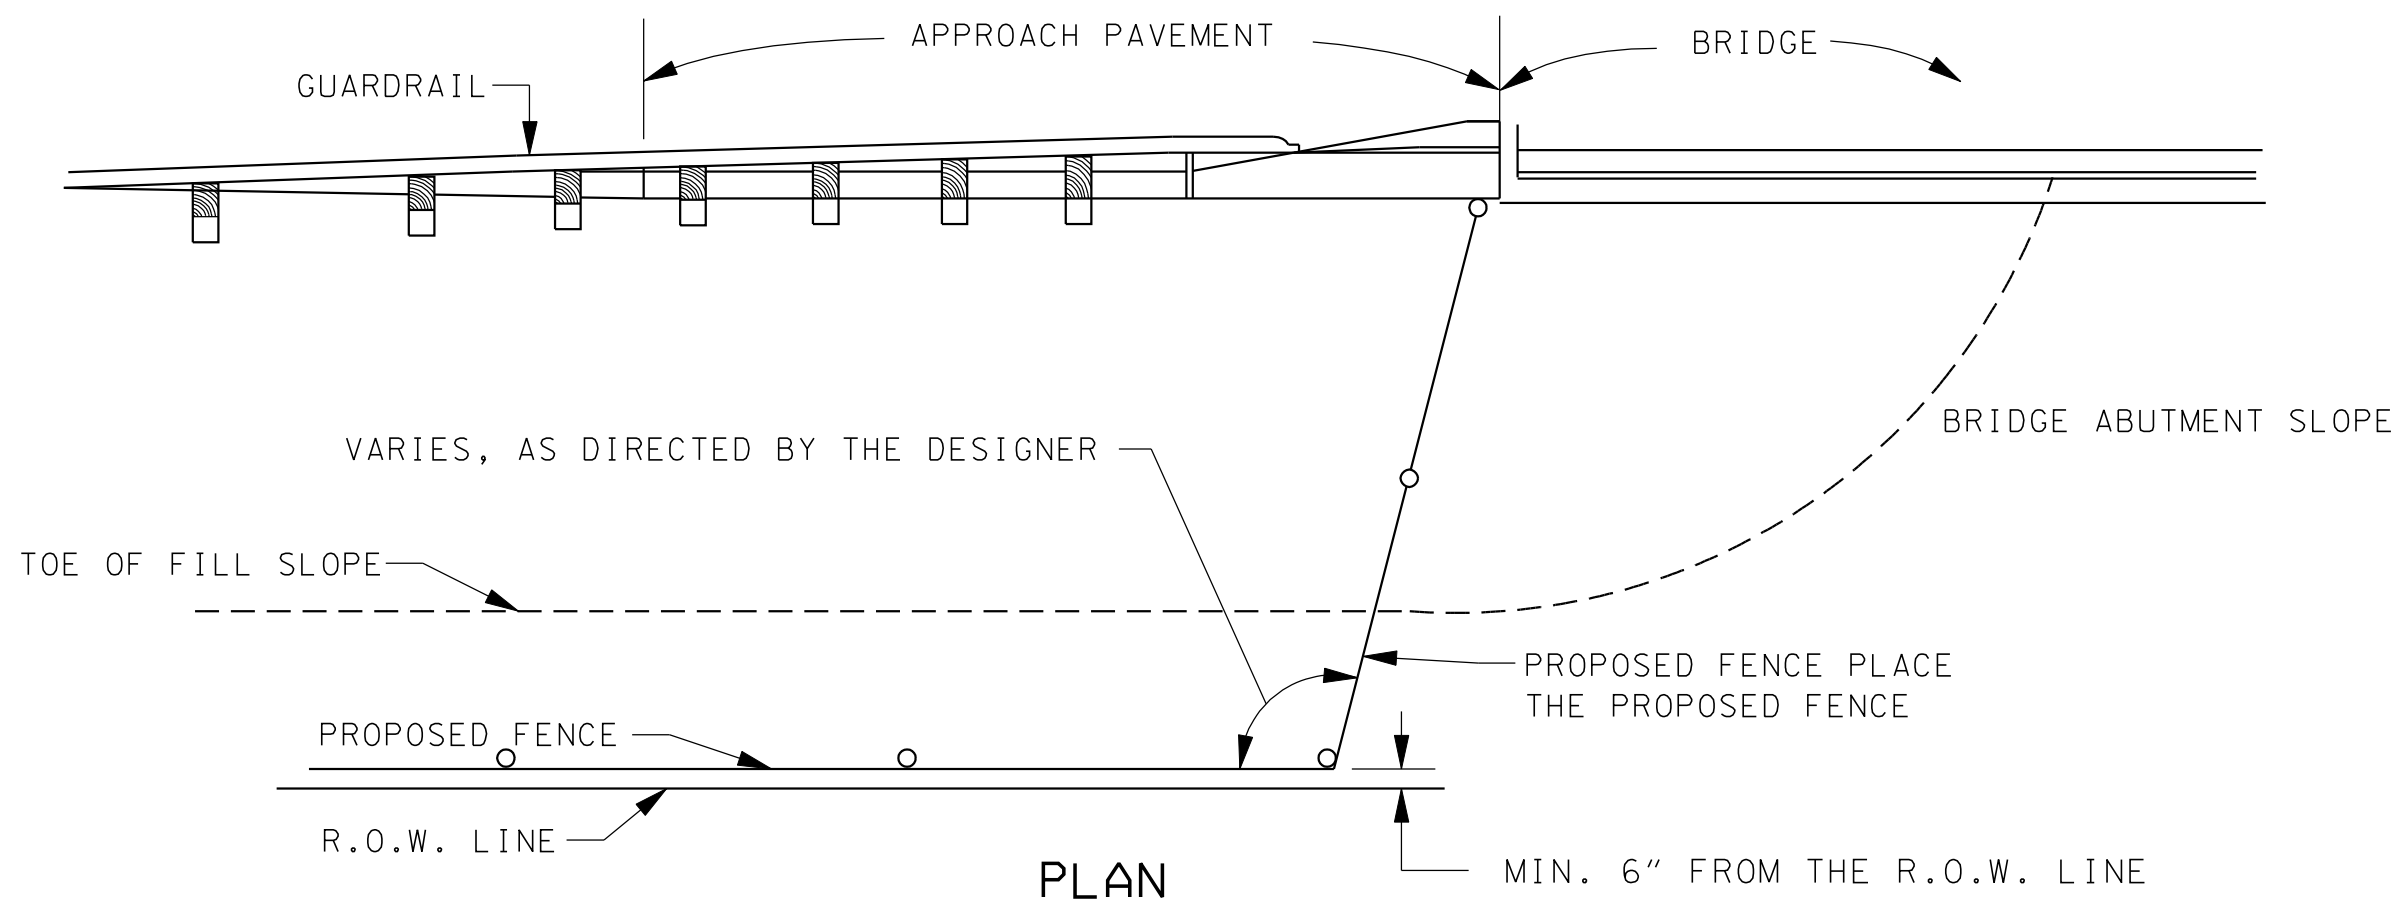 APPROACH PAVEMENT
BRIDGE
GUARDRAIL
BRIDGE ABUTMENT SLOPE
VARIES, AS DIRECTED BY THE DESIGNER
TOE OF FILL SLOPE
PROPOSED FENCE PLACE
THE PROPOSED FENCE
PROPOSED FENCE
R.O.W. LINE
MIN. 6" FROM THE R.O.W. LINE
PLAN